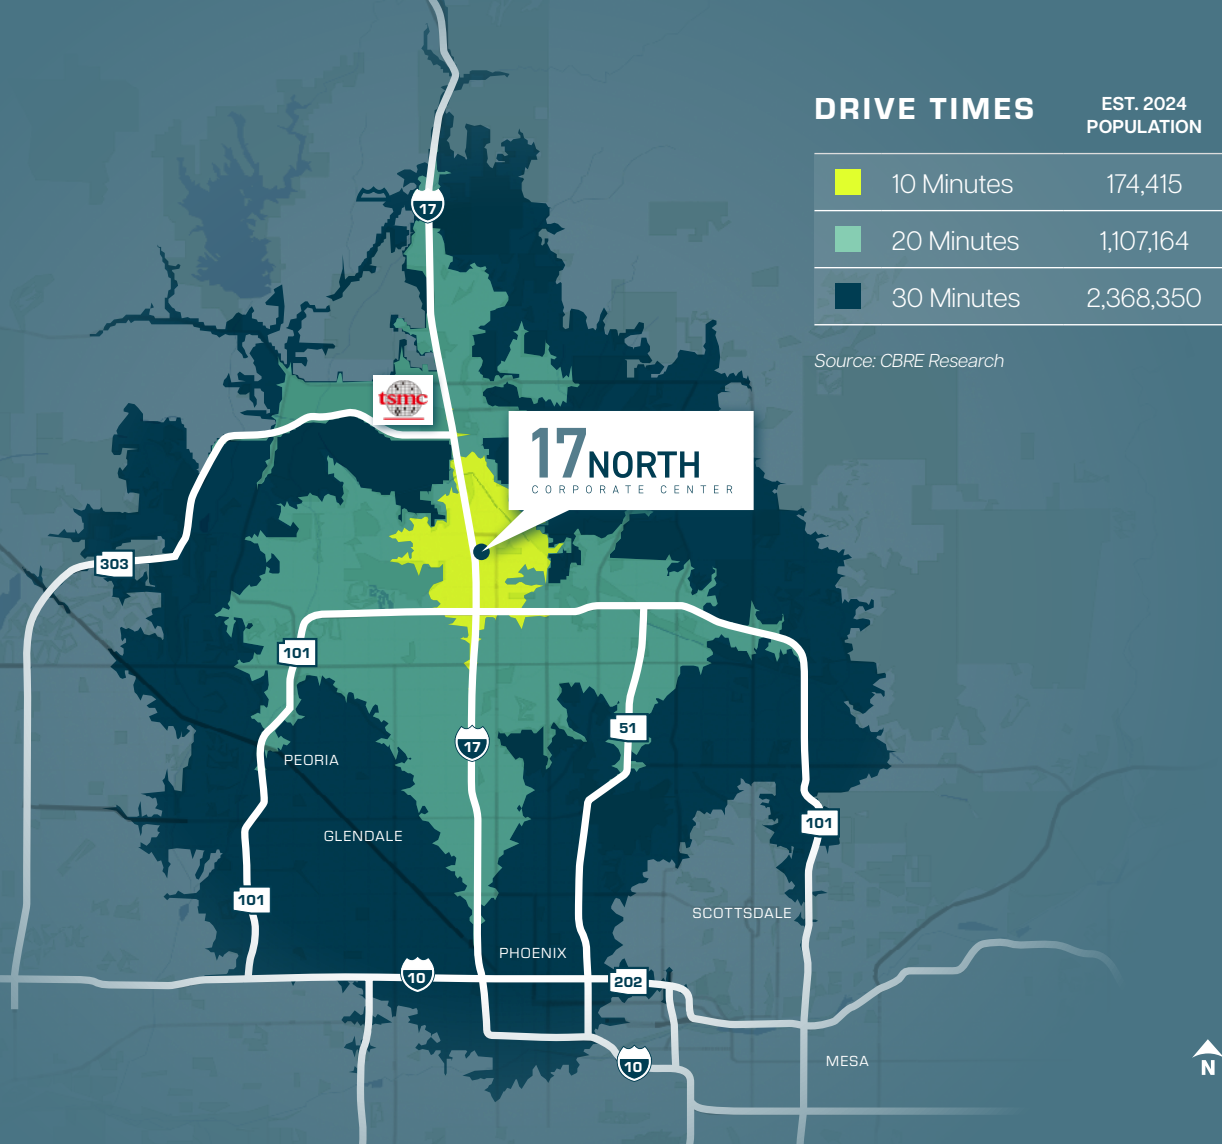 DRIVE TIMES
EST. 2024
POPULATION
10 Minutes 174,415
20 Minutes 1,107,164
30 Minutes 2,368,350
Source: CBRE Research
17
tsmc
17 NORTH
CORPORATE CENTER
303
101
51
17
PEORIA
101
GLENDALE
101
SCOTTSDALE
PHOENIX
10
202
10
MESA
N